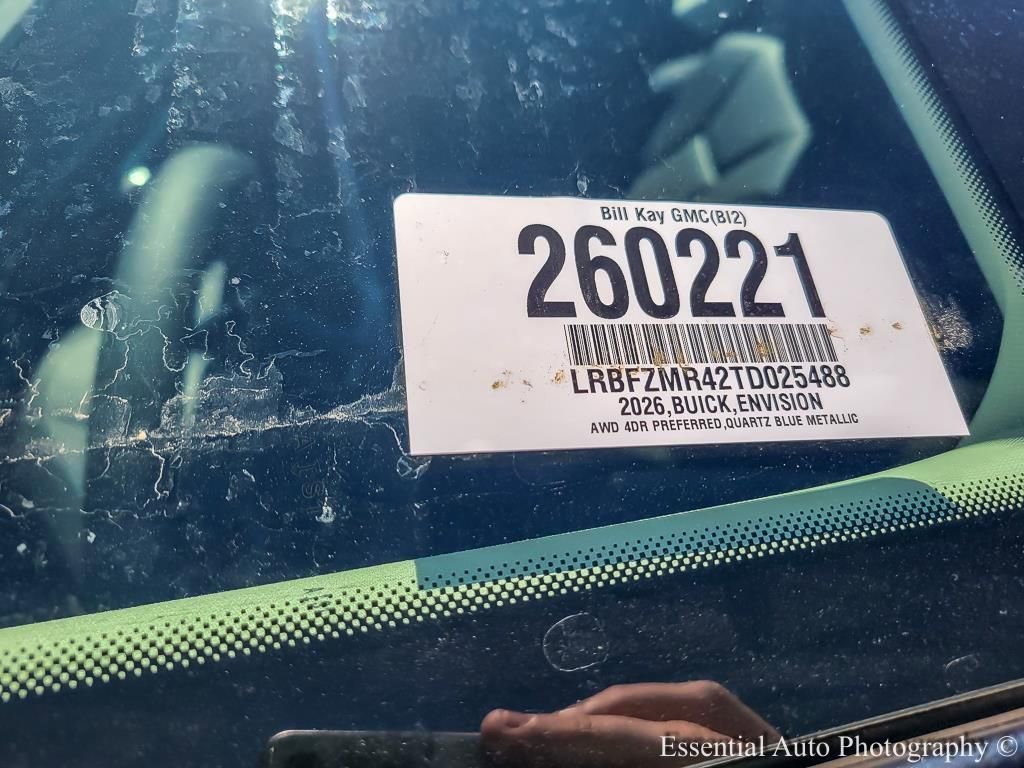 Bill Kay GMC(BI2)
260221
LRBFZMR42TD025488
2026,BUICK,ENVISION
AWD 4DR PREFERRED,QUARTZ BLUE METALLIC
Essential Auto Photography ©